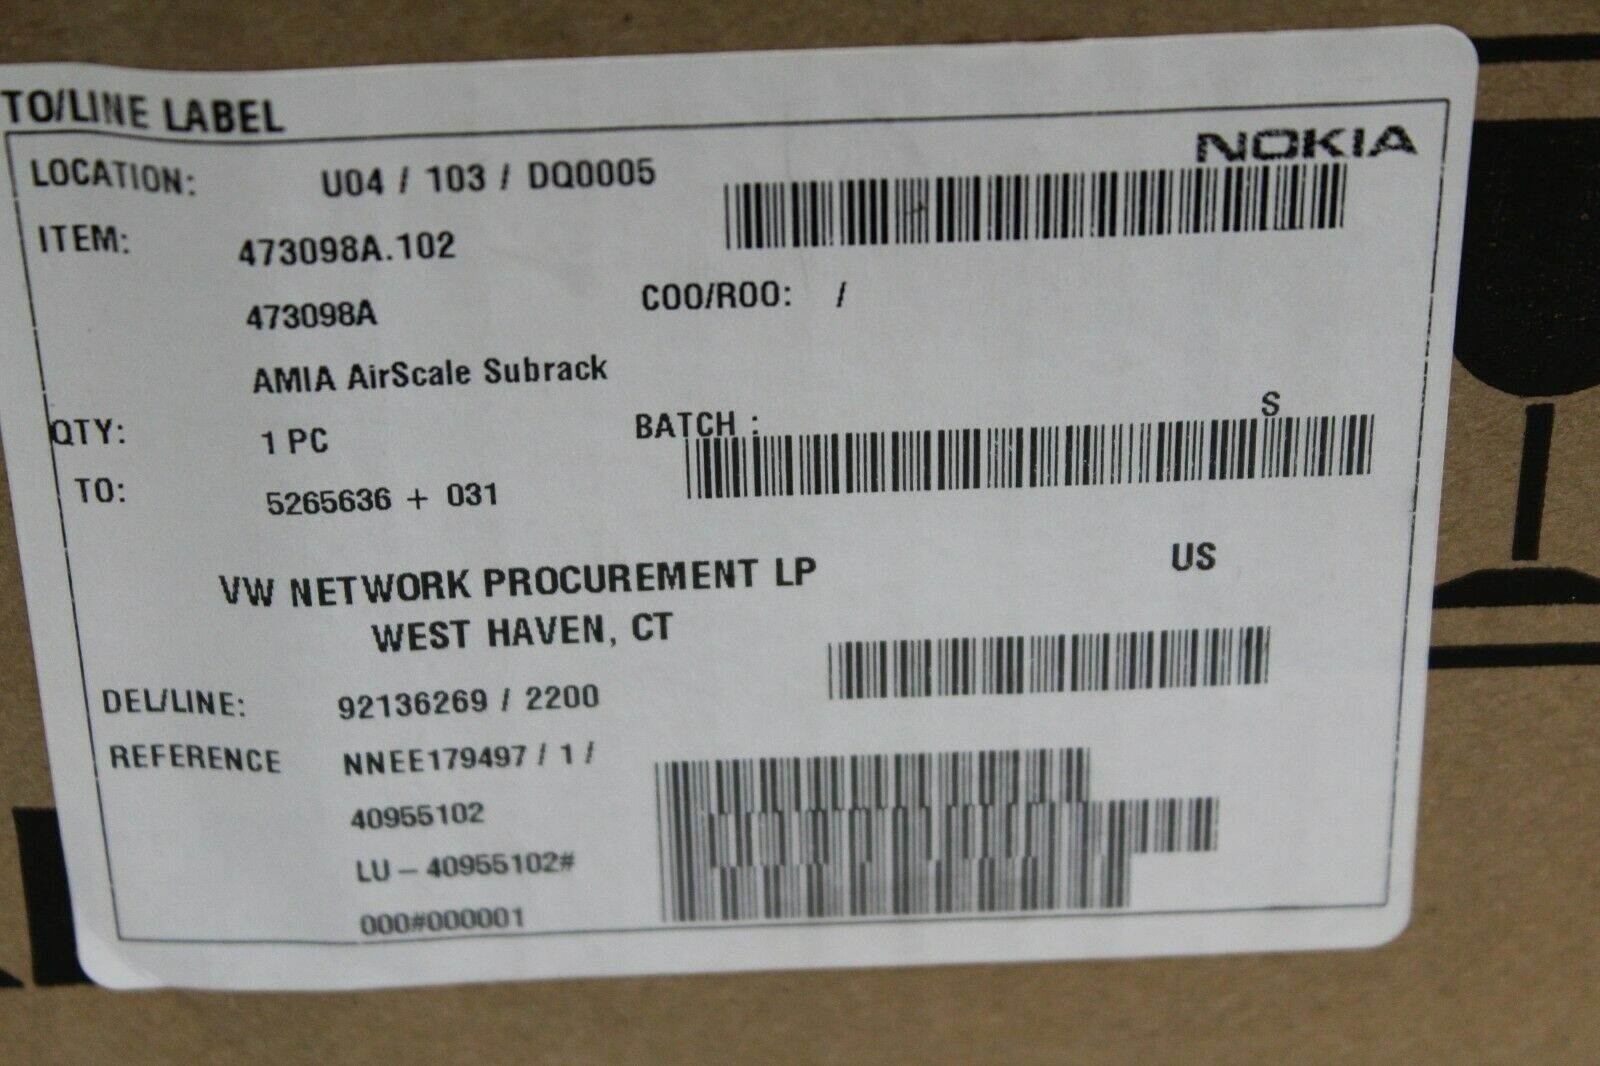 TO/LINE LABEL
NOKIA
LOCATION: U04 / 103 / DQ0005
ITEM: 473098A.102
473098A COO/ROO: /
AMIA AirScale Subrack
QTY: 1 PC BATCH : S
TO: 5265636 + 031
VW NETWORK PROCUREMENT LP US
WEST HAVEN, CT
DEL/LINE: 92136269 / 2200
REFERENCE NNEE179497 / 1 /
40955102
LU - 40955102#
000#000001